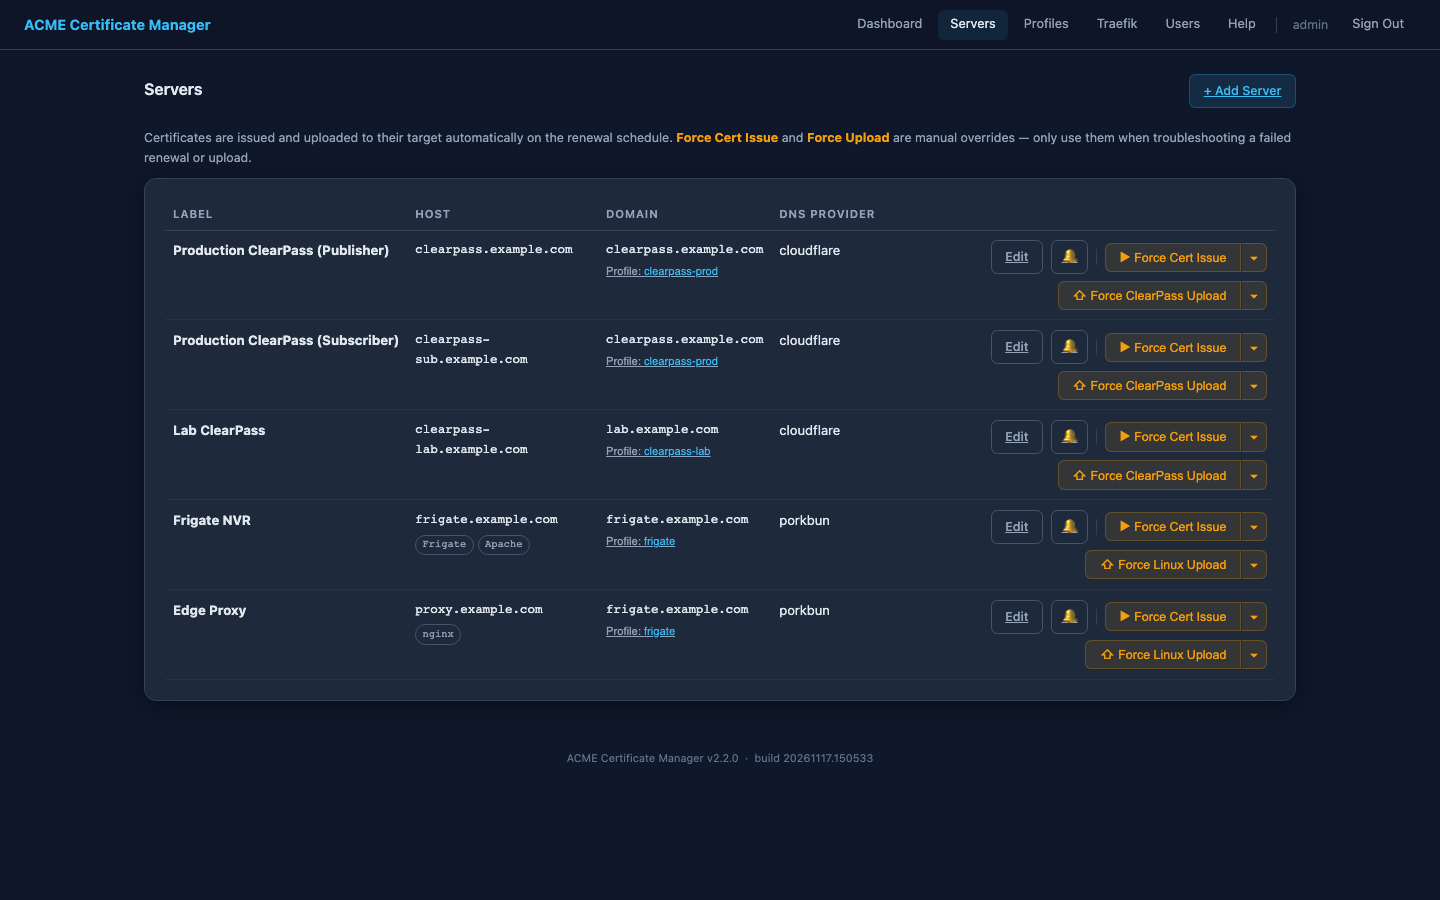 ACME Certificate Manager
Dashboard Servers Profiles Traefik Users Help admin Sign Out
Servers
+ Add Server
Certificates are issued and uploaded to their target automatically on the renewal schedule. Force Cert Issue and Force Upload are manual overrides — only use them when troubleshooting a failed
renewal or upload.
LABEL HOST DOMAIN DNS PROVIDER
Production ClearPass (Publisher) clearpass.example.com clearpass.example.com cloudflare Edit Force Cert Issue
Profile: clearpass-prod
Force ClearPass Upload
Production ClearPass (Subscriber) clearpass- clearpass.example.com cloudflare Edit Force Cert Issue
sub.example.com Profile: clearpass-prod
Force ClearPass Upload
Lab ClearPass clearpass- lab.example.com cloudflare Edit Force Cert Issue
lab.example.com Profile: clearpass-lab
Force ClearPass Upload
Frigate NVR frigate.example.com frigate.example.com porkbun Edit Force Cert Issue
Frigate Apache Profile: frigate
Force Linux Upload
Edge Proxy proxy.example.com frigate.example.com porkbun Edit Force Cert Issue
nginx Profile: frigate
Force Linux Upload
ACME Certificate Manager v2.2.0 · build 20261117.150533